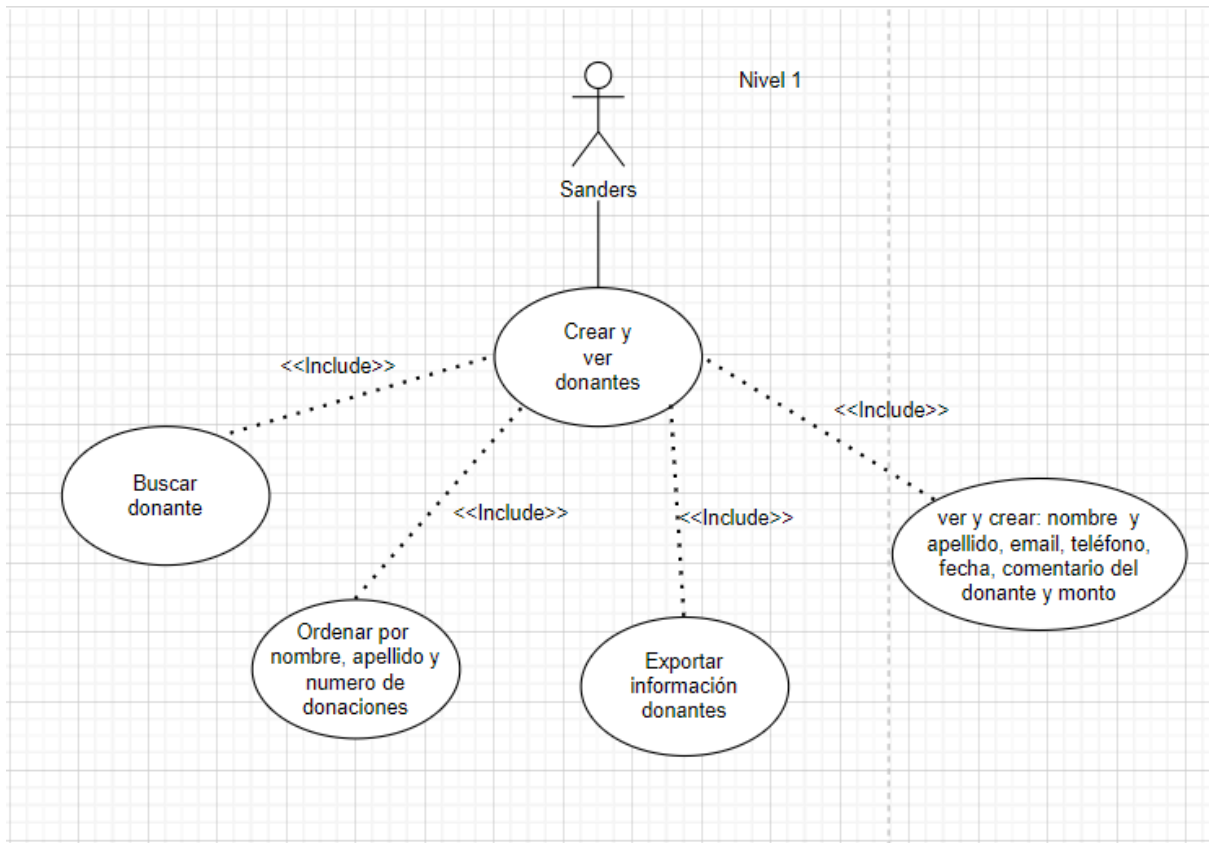 Nivel 1
Sanders
Crear y
ver
donantes
<<Include>>
<<Include>>
<<Include>>
<<Include>>
Buscar
donante
Ordenar por
nombre, apellido y
numero de
donaciones
Exportar
información
donantes
ver y crear: nombre y
apellido, email, teléfono,
fecha, comentario del
donante y monto